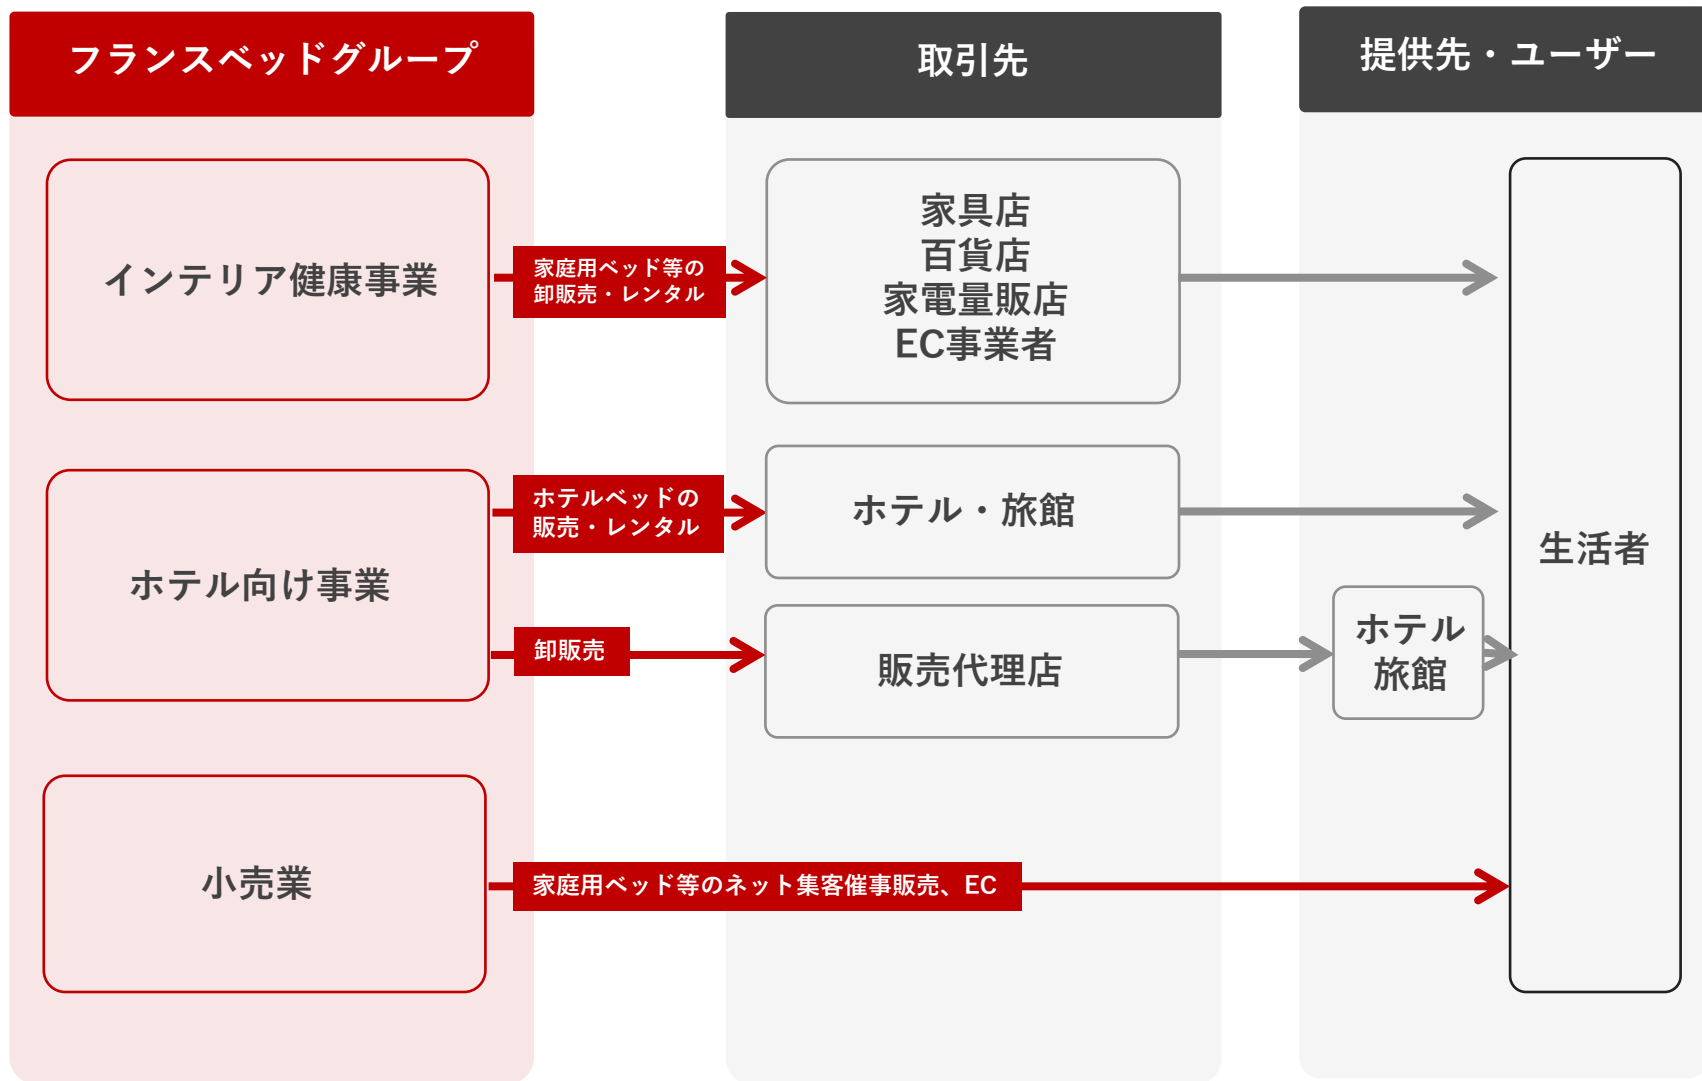 フランスベッドグループ
取引先
提供先・ユーザー
インテリア健康事業
家庭用ベッド等の
卸販売・レンタル
家具店
百貨店
家電量販店
EC事業者
ホテル向け事業
ホテルベッドの
販売・レンタル
ホテル・旅館
卸販売
販売代理店
ホテル
旅館
生活者
小売業
家庭用ベッド等のネット集客催事販売、EC